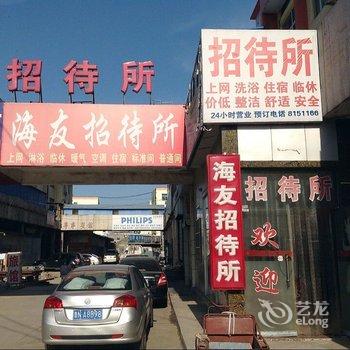 招待所
海友招待所
上网 淋浴 临休 暖气 空调 住宿 标准间 普通间
招待所
上网 洗浴 住宿 临休
价低 整洁 舒适 安全
24小时营业 预订电话 8151166
PHILIPS
海友招待所
招待所
欢迎
艺龙
eLong